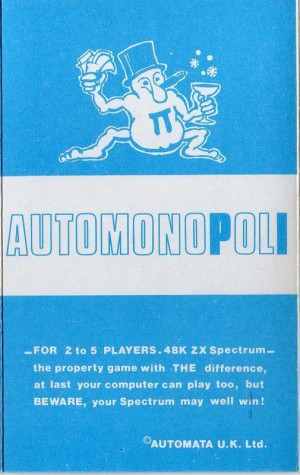 π
AUTOMONOPOLI
—FOR 2 to 5 PLAYERS–48K ZX Spectrum—
the property game with THE difference,
at last your computer can play too, but
BEWARE, your Spectrum may well win!
©AUTOMATA U.K. Ltd.